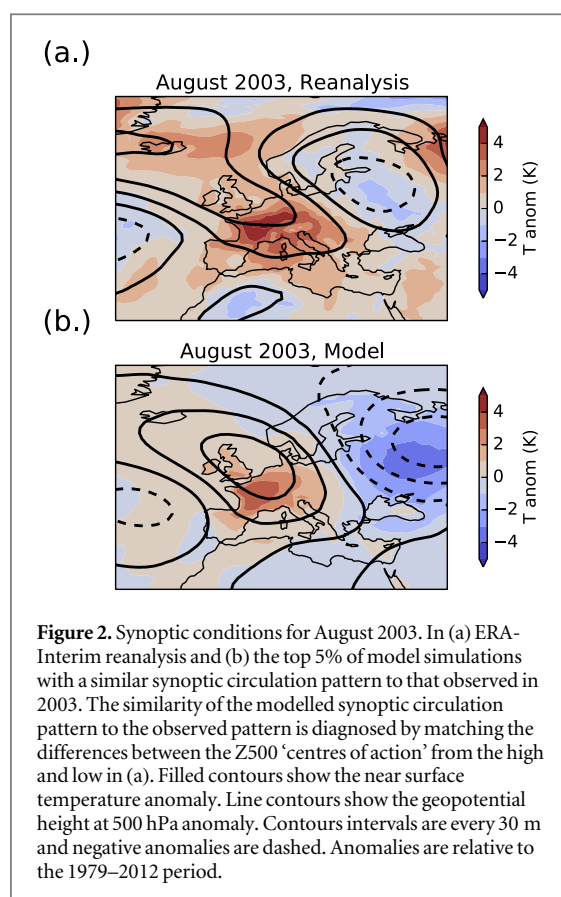 (a.)
August 2003, Reanalysis
4
2
0
−2
−4
T anom (K)
(b.)
August 2003, Model
4
2
0
−2
−4
T anom (K)
Figure 2. Synoptic conditions for August 2003. In (a) ERA-
Interim reanalysis and (b) the top 5% of model simulations
with a similar synoptic circulation pattern to that observed in
2003. The similarity of the modelled synoptic circulation
pattern to the observed pattern is diagnosed by matching the
differences between the Z500 ‘centres of action’ from the high
and low in (a). Filled contours show the near surface
temperature anomaly. Line contours show the geopotential
height at 500 hPa anomaly. Contours intervals are every 30 m
and negative anomalies are dashed. Anomalies are relative to
the 1979–2012 period.